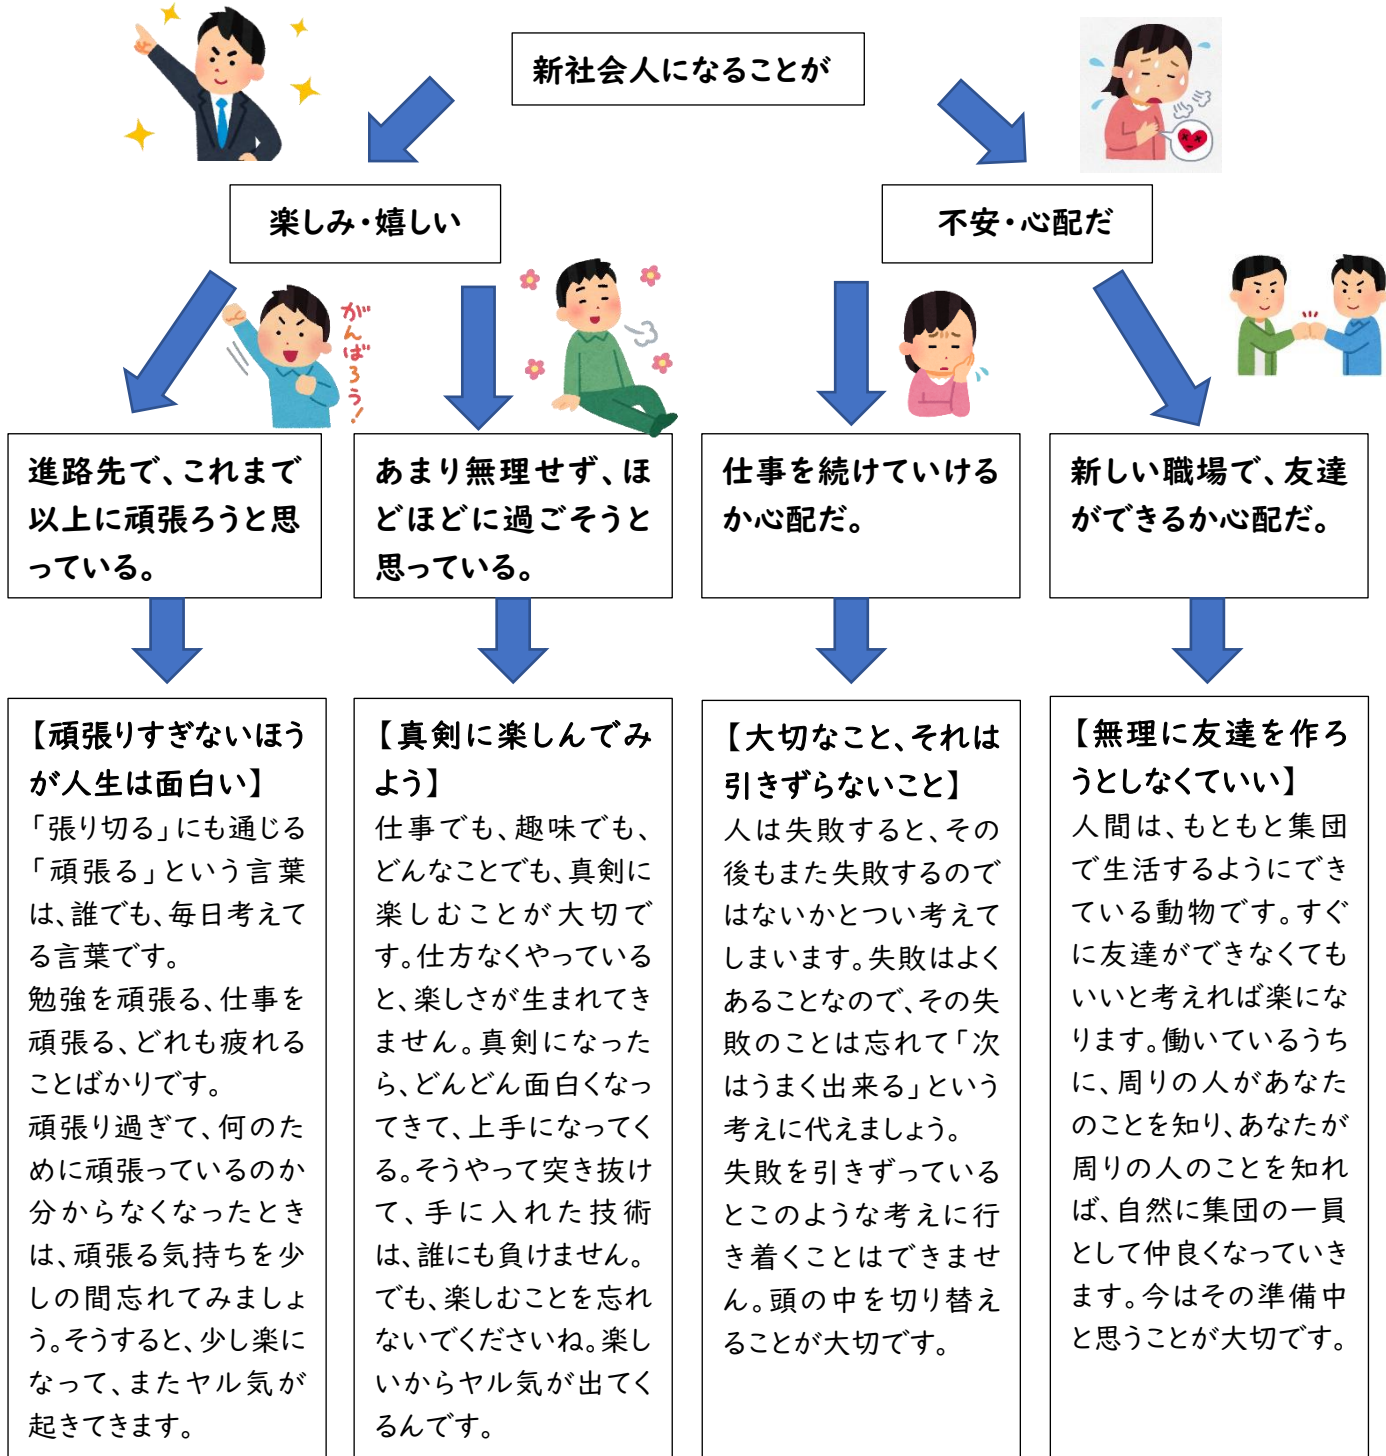 新社会人になることが
楽しみ・嬉しい
不安・心配だ
がんばろう！
進路先で、これまで
以上に頑張ろうと思
っている。
あまり無理せず、ほ
どほどに過ごそうと
思っている。
仕事を続けていける
か心配だ。
新しい職場で、友達
ができるか心配だ。
【頑張りすぎないほう
が人生は面白い】
「張り切る」にも通じる
「頑張る」という言葉
は、誰でも、毎日考えて
る言葉です。
勉強を頑張る、仕事を
頑張る、どれも疲れる
ことばかりです。
頑張り過ぎて、何のた
めに頑張っているのか
分からなくなったとき
は、頑張る気持ちを少
しの間忘れてみましょ
う。そうすると、少し楽に
なって、またヤル気が
起きてきます。
【真剣に楽しんでみ
よう】
仕事でも、趣味でも、
どんなことでも、真剣に
楽しむことが大切で
す。仕方なくやっている
と、楽しさが生まれてき
ません。真剣になった
ら、どんどん面白くなっ
てきて、上手になってく
る。そうやって突き抜け
て、手に入れた技術
は、誰にも負けません。
でも、楽しむことを忘れ
ないでくださいね。楽し
いからヤル気が出てく
るんです。
【大切なこと、それは
引きずらないこと】
人は失敗すると、その
後もまた失敗するので
はないかとつい考えて
しまいます。失敗はよく
あることなので、その失
敗のことは忘れて「次
はうまく出来る」という
考えに代えましょう。
失敗を引きずっている
とこのような考えに行
き着くことはできませ
ん。頭の中を切り替え
ることが大切です。
【無理に友達を作ろ
うとしなくていい】
人間は、もともと集団
で生活するようにでき
ている動物です。すぐ
に友達ができなくても
いいと考えれば楽にな
ります。働いているうち
に、周りの人があなた
のことを知り、あなたが
周りの人のことを知れ
ば、自然に集団の一員
として仲良くなっていき
ます。今はその準備中
と思うことが大切です。